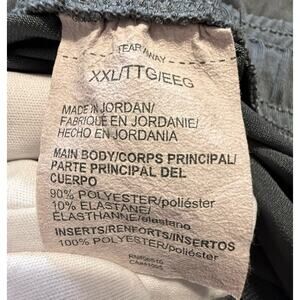 TEAR AWAY
XXL/TTG/EEG
MADE IN JORDAN/
FABRIQUÉ EN JORDANIE/
HECHO EN JORDANIA
MAIN BODY/CORPS PRINCIPAL/
PARTE PRINCIPAL DEL
CUERPO
90% POLYESTER/poliéster
10% ELASTANE/
ÉLASTHANNE/elastano
INSERTS/RENFORTS/INSERTOS
100% POLYESTER/poliéster